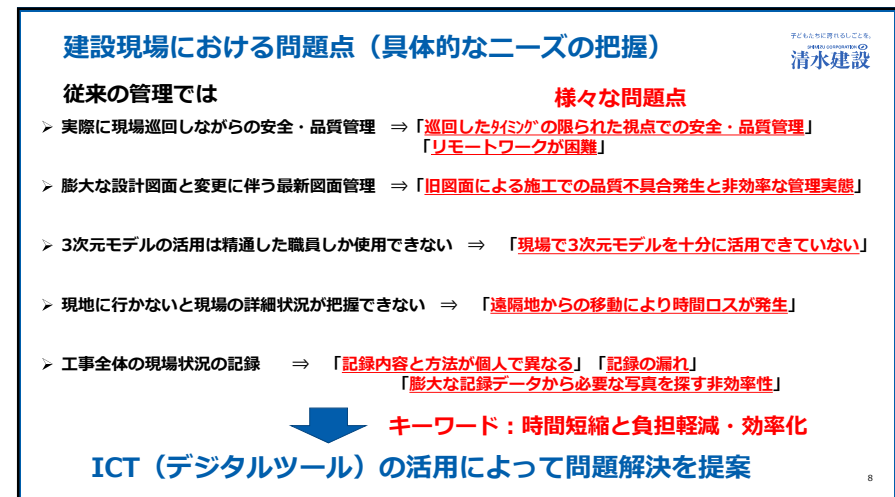 建設現場における問題点（具体的なニーズの把握）
子どもたちに誇れるしごとを。
SHIMIZU CORPORATION
清水建設
従来の管理では
様々な問題点
➢ 実際に現場巡回しながらの安全・品質管理 ⇒「巡回したﾀｲﾐﾝｸﾞの限られた視点での安全・品質管理」
「リモートワークが困難」
➢ 膨大な設計図面と変更に伴う最新図面管理 ⇒「旧図面による施工での品質不具合発生と非効率な管理実態」
➢ 3次元モデルの活用は精通した職員しか使用できない ⇒ 「現場で3次元モデルを十分に活用できていない」
➢ 現地に行かないと現場の詳細状況が把握できない ⇒ 「遠隔地からの移動により時間ロスが発生」
➢ 工事全体の現場状況の記録 ⇒ 「記録内容と方法が個人で異なる」「記録の漏れ」
「膨大な記録データから必要な写真を探す非効率性」
キーワード：時間短縮と負担軽減・効率化
ICT（デジタルツール）の活用によって問題解決を提案
8